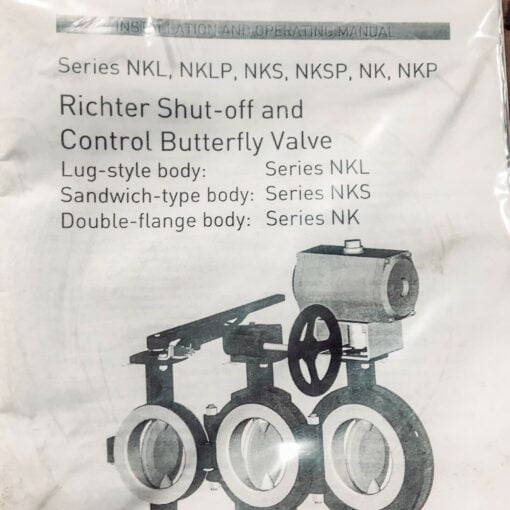 INSTALLATION AND OPERATING MANUAL
Series NKL, NKLP, NKS, NKSP, NK, NKP
Richter Shut-off and
Control Butterfly Valve
Lug-style body: Series NKL
Sandwich-type body: Series NKS
Double-flange body: Series NK